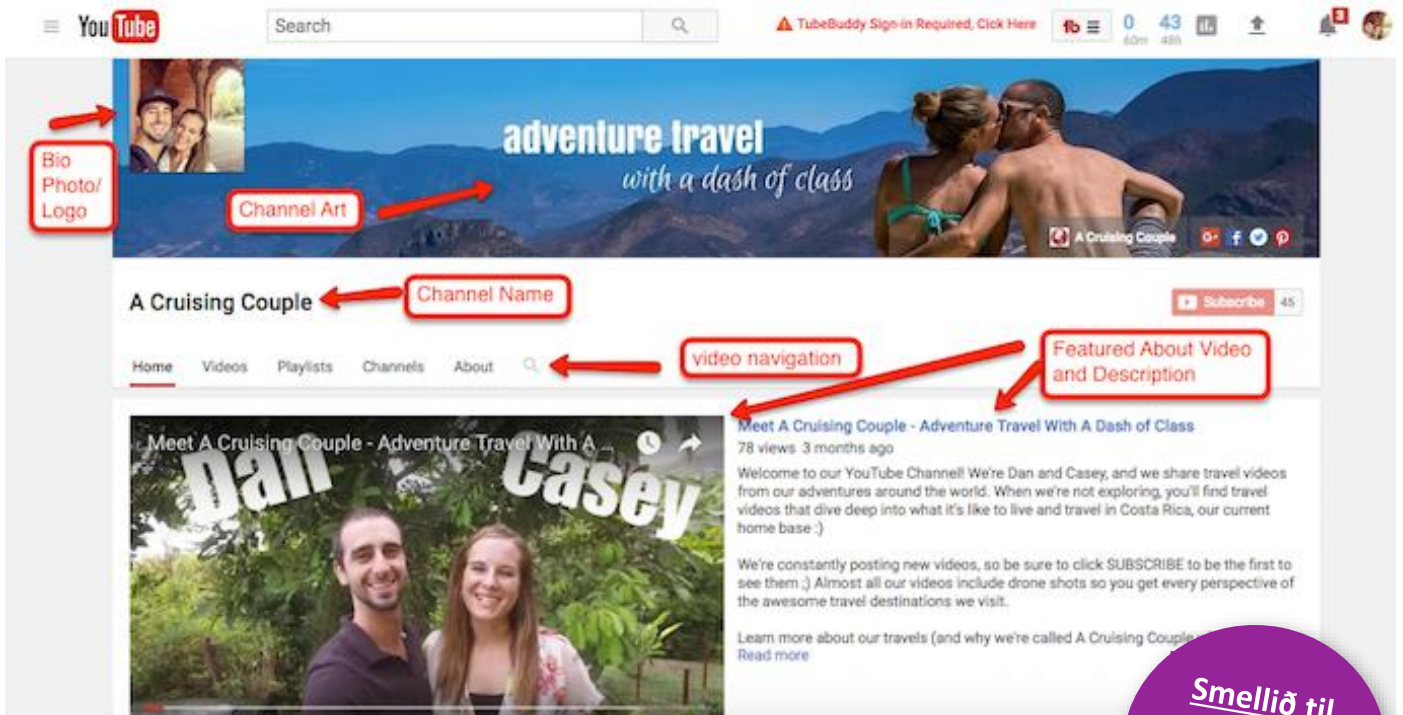 YouTube
Search
TubeBuddy Sign-in Required, Cick Here
0
60m
43
48h
3
adventure travel
with a dash of class
Bio
Photo/
Logo
Channel Art
A Cruising Couple
A Cruising Couple
Channel Name
Subscribe 45
Home Videos Playlists Channels About
video navigation
Featured About Video
and Description
Meet A Cruising Couple - Adventure Travel With A ...
Dan Casey
Meet A Cruising Couple - Adventure Travel With A Dash of Class
78 views 3 months ago
Welcome to our YouTube Channel! We're Dan and Casey, and we share travel videos
from our adventures around the world. When we're not exploring, you'll find travel
videos that dive deep into what it's like to live and travel in Costa Rica, our current
home base :)
We're constantly posting new videos, so be sure to click SUBSCRIBE to be the first to
see them ;) Almost all our videos include drone shots so you get every perspective of
the awesome travel destinations we visit.
Learn more about our travels (and why we're called A Cruising Couple
Read more
Smellið til